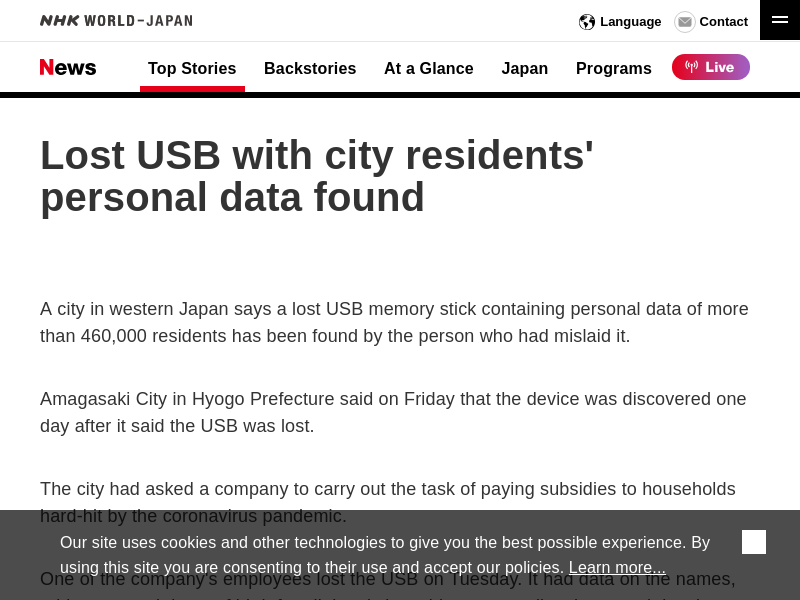 NHK WORLD-JAPAN
Language
Contact
News
Top Stories
Backstories
At a Glance
Japan
Programs
Live
Lost USB with city residents'
personal data found
A city in western Japan says a lost USB memory stick containing personal data of more
than 460,000 residents has been found by the person who had mislaid it.
Amagasaki City in Hyogo Prefecture said on Friday that the device was discovered one
day after it said the USB was lost.
The city had asked a company to carry out the task of paying subsidies to households
hard-hit by the coronavirus pandemic.
Our site uses cookies and other technologies to give you the best possible experience. By
using this site you are consenting to their use and accept our policies. Learn more...
One of the company's employees lost the USB on Tuesday. It had data on the names,